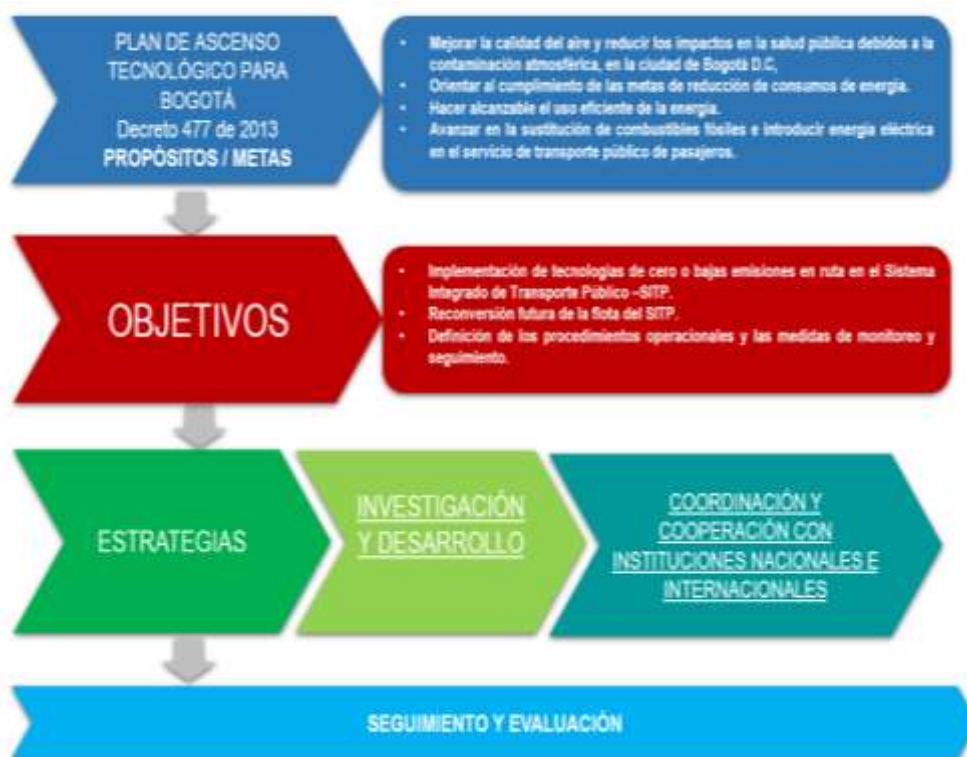 PLAN DE ASCENSO
TECNOLÓGICO PARA
BOGOTÁ
Decreto 477 de 2013
PROPÓSITOS / METAS
• Mejorar la calidad del aire y reducir los impactos en la salud pública debidos a la
contaminación atmosférica, en la ciudad de Bogotá D.C,
• Orientar al cumplimiento de las metas de reducción de consumos de energía.
• Hacer alcanzable el uso eficiente de la energía.
• Avanzar en la sustitución de combustibles fósiles e introducir energía eléctrica
en el servicio de transporte público de pasajeros.
OBJETIVOS
• Implementación de tecnologías de cero o bajas emisiones en ruta en el Sistema
Integrado de Transporte Público –SITP.
• Reconversión futura de la flota del SITP.
• Definición de los procedimientos operacionales y las medidas de monitoreo y
seguimiento.
ESTRATEGIAS
INVESTIGACIÓN
Y DESARROLLO
COORDINACIÓN Y
COOPERACIÓN CON
INSTITUCIONES NACIONALES E
INTERNACIONALES
SEGUIMIENTO Y EVALUACIÓN